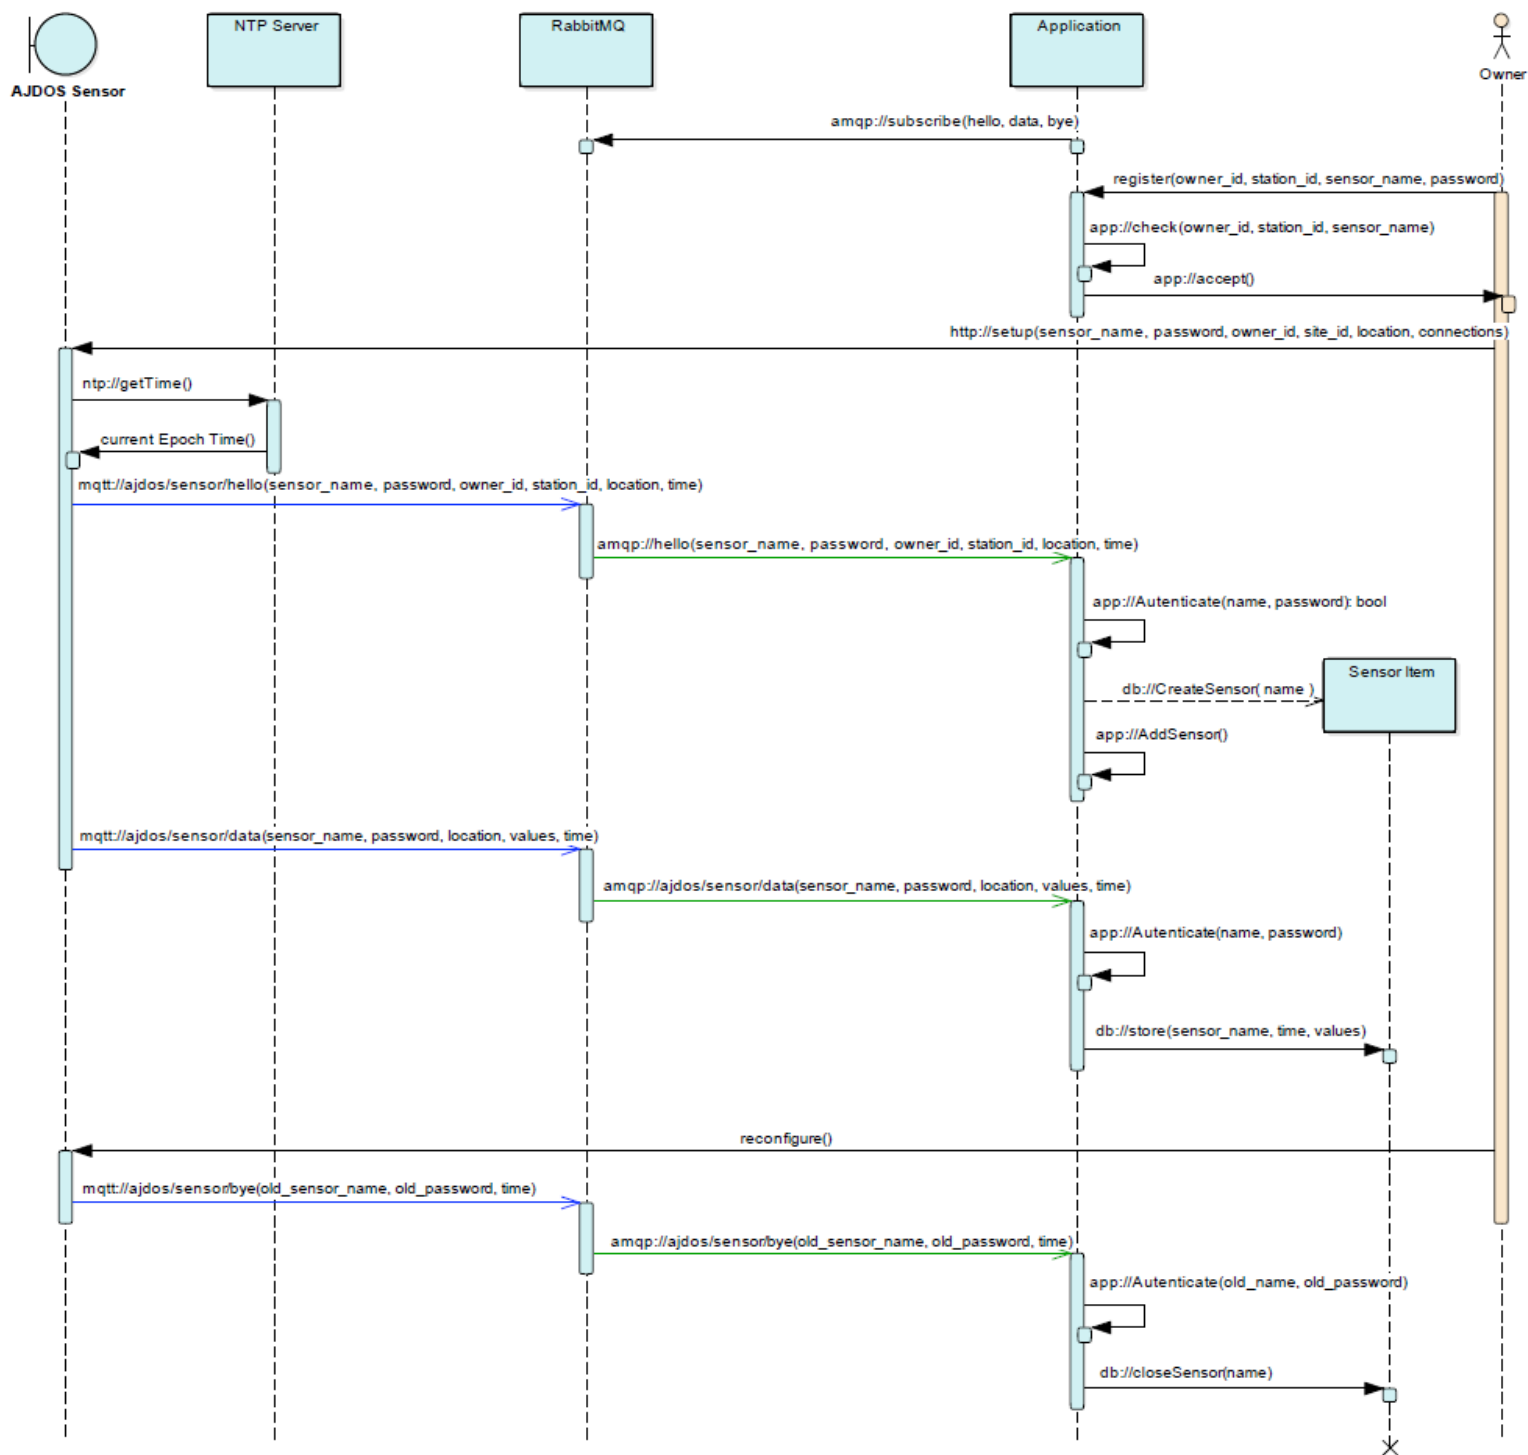 NTP Server
RabbitMQ
Application
AJDOS Sensor
Owner
amqp://subscribe(hello, data, bye)
register(owner_id, station_id, sensor_name, password)
app://check(owner_id, station_id, sensor_name)
app://accept()
http://setup(sensor_name, password, owner_id, site_id, location, connections)
ntp://getTime()
current Epoch Time()
mqtt://ajdos/sensor/hello(sensor_name, password, owner_id, station_id, location, time)
amqp://hello(sensor_name, password, owner_id, station_id, location, time)
app://Autenticate(name, password): bool
Sensor Item
db://CreateSensor( name )
app://AddSensor()
mqtt://ajdos/sensor/data(sensor_name, password, location, values, time)
amqp://ajdos/sensor/data(sensor_name, password, location, values, time)
app://Autenticate(name, password)
db://store(sensor_name, time, values)
reconfigure()
mqtt://ajdos/sensor/bye(old_sensor_name, old_password, time)
amqp://ajdos/sensor/bye(old_sensor_name, old_password, time)
app://Autenticate(old_name, old_password)
db://closeSensor(name)